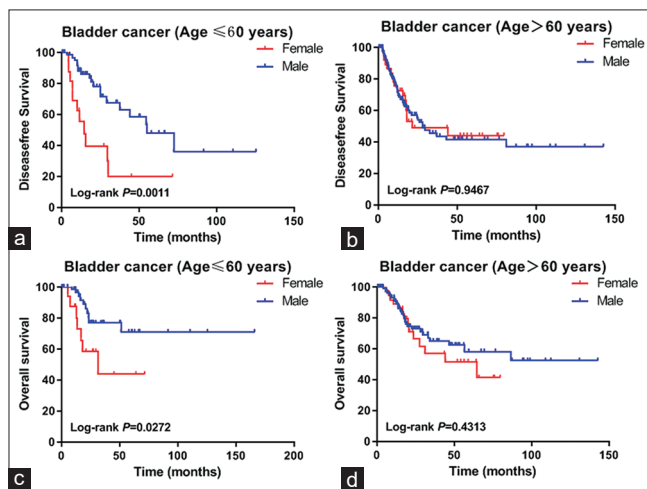 Bladder cancer (Age ≤60 years)
Female
Male
Diseasefree Survival
100
80
60
40
20
0
Log-rank P=0.0011
0 50 100 150
Time (months)
a
Bladder cancer (Age＞60 years)
Female
Male
Diseasefree Survival
100
80
60
40
20
0
Log-rank P=0.9467
0 50 100 150
Time (months)
b
Bladder cancer (Age≤60 years)
Female
Male
Overall survival
100
80
60
40
20
0
Log-rank P=0.0272
0 50 100 150 200
Time (months)
c
Bladder cancer (Age＞60 years)
Female
Male
Overall survival
100
80
60
40
20
0
Log-rank P=0.4313
0 50 100 150
Time (months)
d